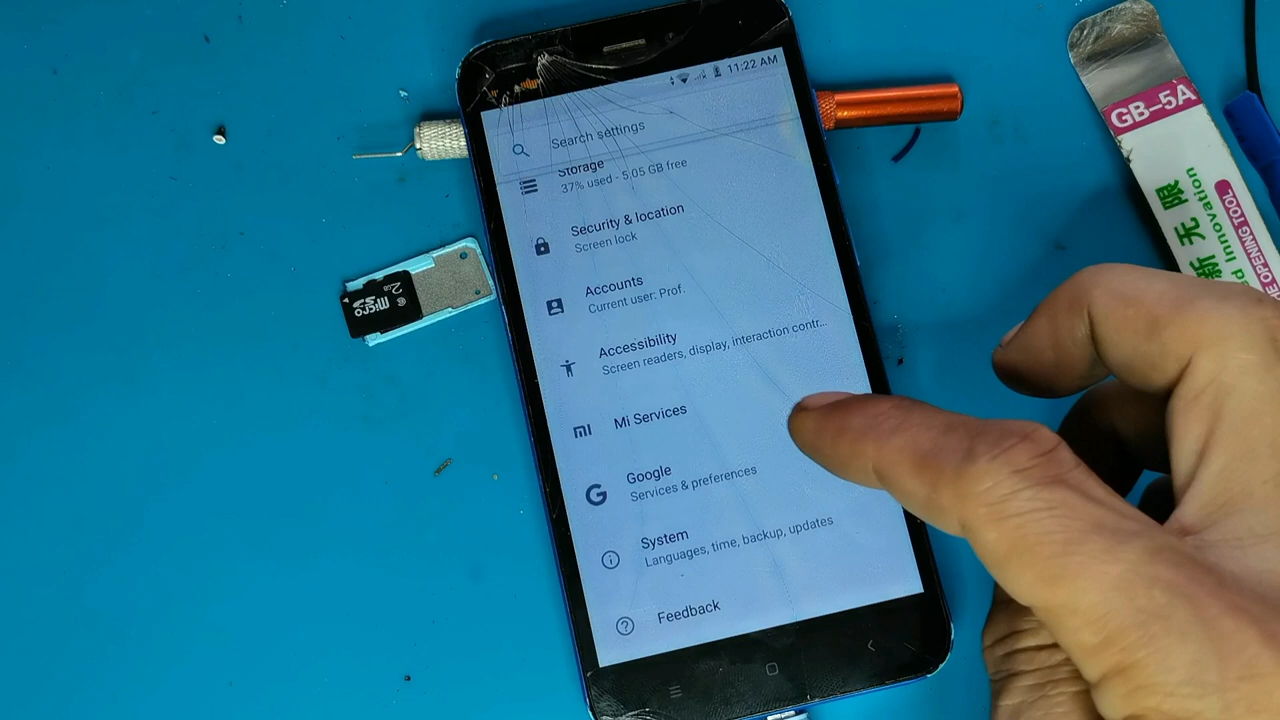 11:22 AM
Search settings
Storage
37% used - 5.05 GB free
Security & location
Screen lock
Accounts
Current user: Prof.
Accessibility
Screen readers, display, interaction contr...
Mi Services
Google
Services & preferences
System
Languages, time, backup, updates
Feedback
2GB
micro
SD
GB-5A
新无限
d Innovation
E OPENING TOOL